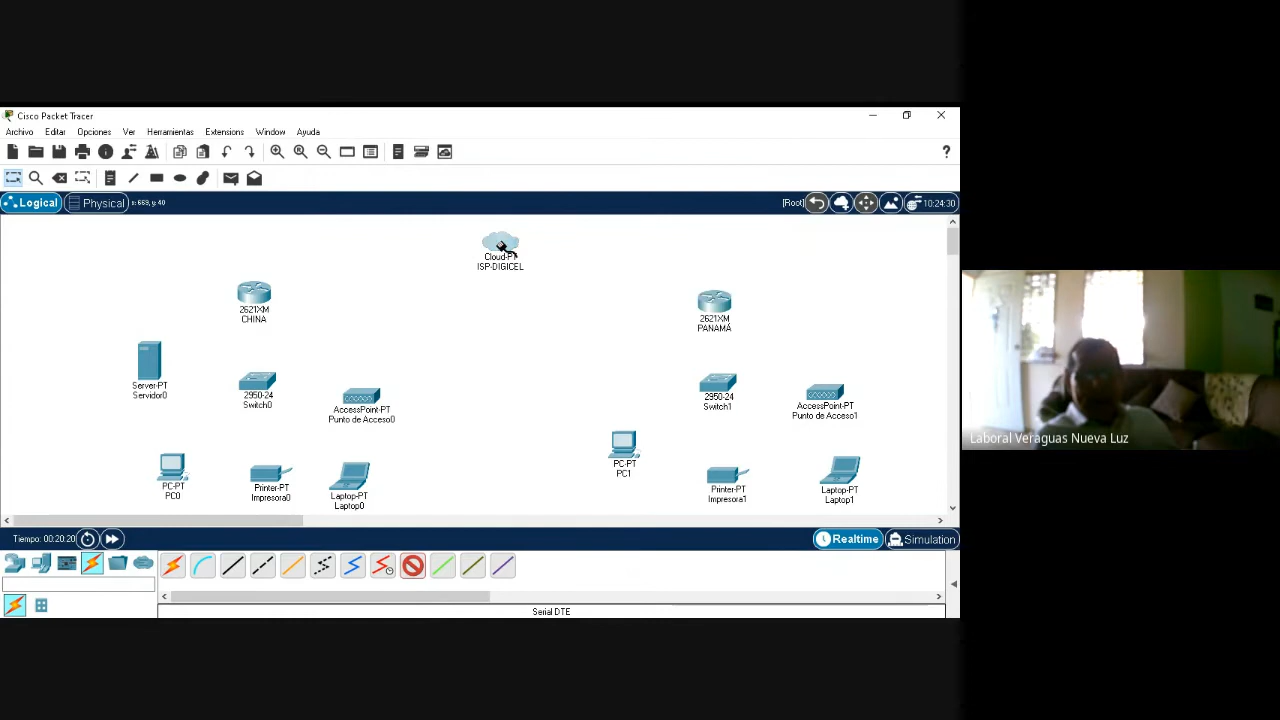 Cisco Packet Tracer
Archivo Editar Opciones Ver Herramientas Extensions Window Ayuda
Logical Physical x: 669, y: 40 [Root] 10:24:30
Cloud-PT
ISP-DIGICEL
2621XM
CHINA
2621XM
PANAMÁ
Server-PT
Servidor0
2950-24
Switch0
AccessPoint-PT
Punto de Acceso0
2950-24
Switch1
AccessPoint-PT
Punto de Acceso1
PC-PT
PC0
Printer-PT
Impresora0
Laptop-PT
Laptop0
PC-PT
PC1
Printer-PT
Impresora1
Laptop-PT
Laptop1
Tiempo: 00:20:20 Realtime Simulation
Serial DTE
Laboral Veraguas Nueva Luz